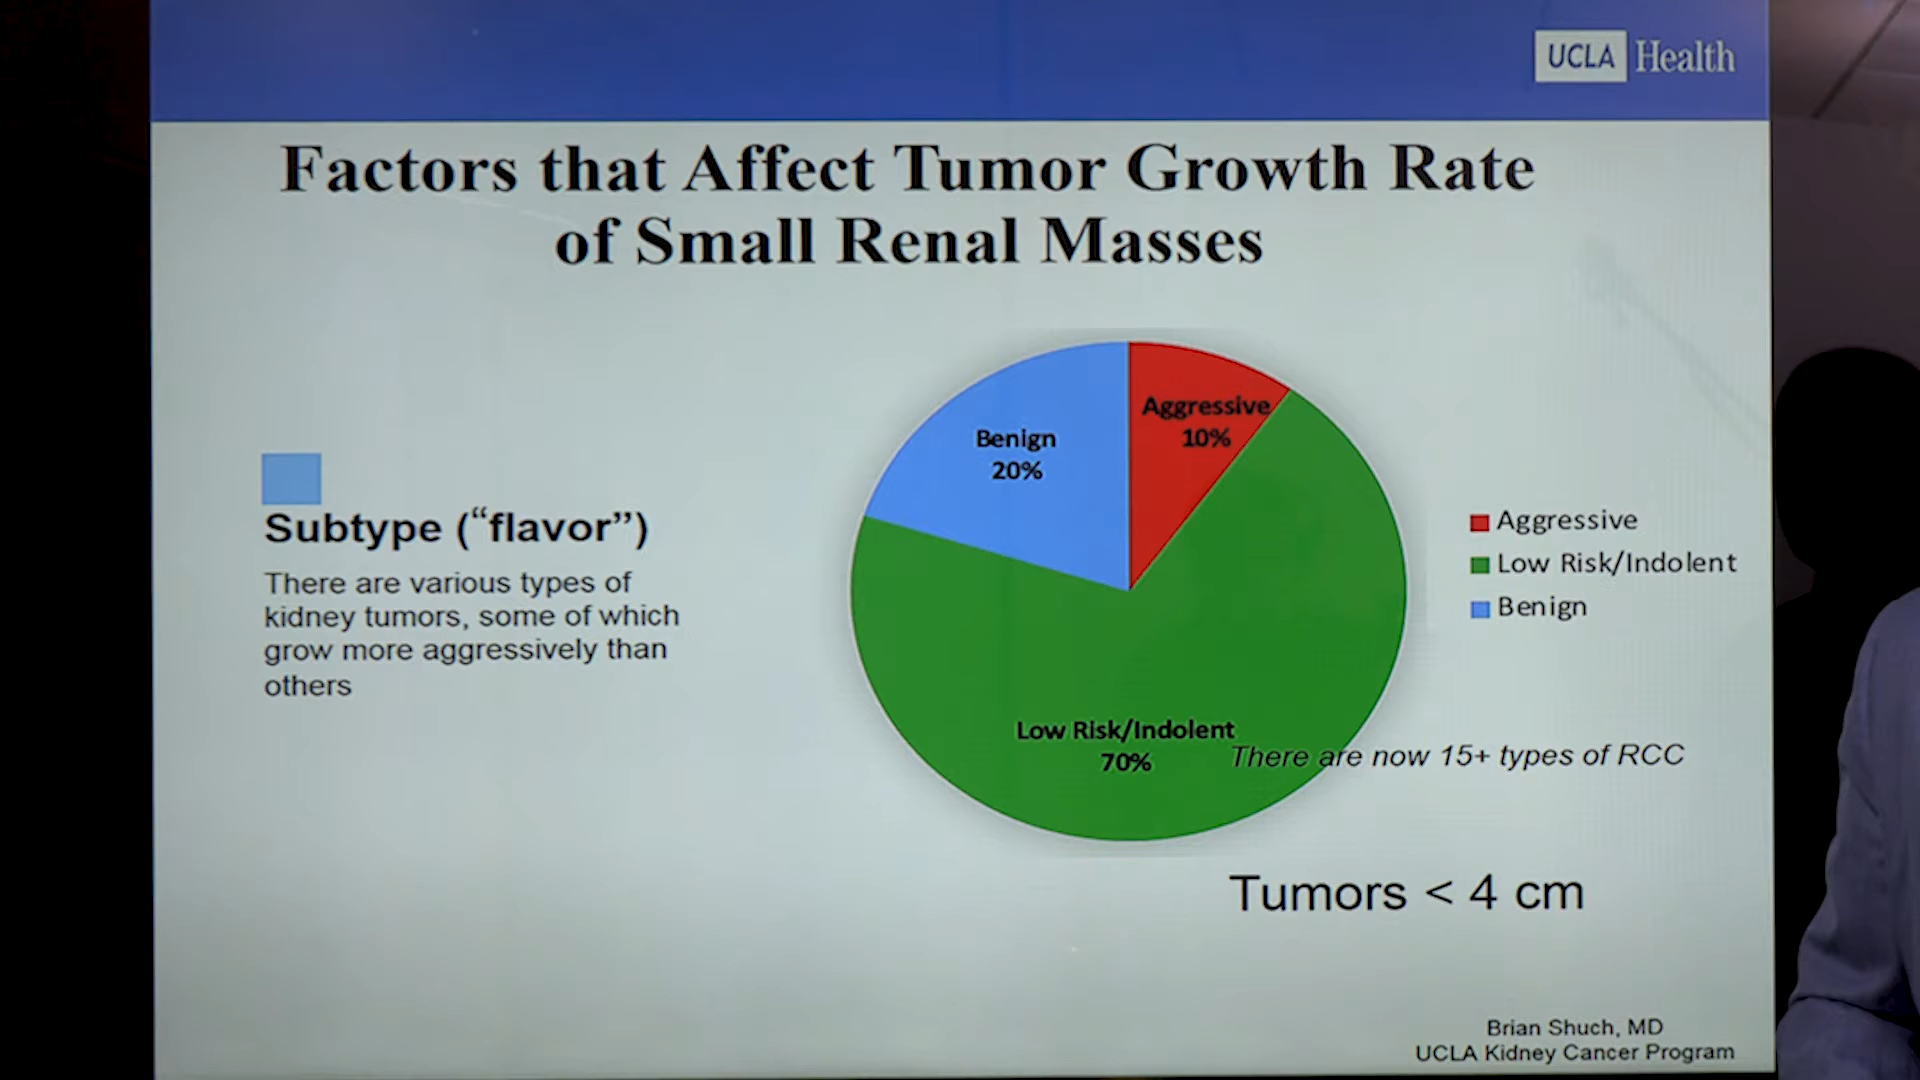 UCLA Health
Factors that Affect Tumor Growth Rate
of Small Renal Masses
Subtype (“flavor”)
There are various types of
kidney tumors, some of which
grow more aggressively than
others
Aggressive
10%
Benign
20%
Low Risk/Indolent
70%
Aggressive
Low Risk/Indolent
Benign
There are now 15+ types of RCC
Tumors < 4 cm
Brian Shuch, MD
UCLA Kidney Cancer Program